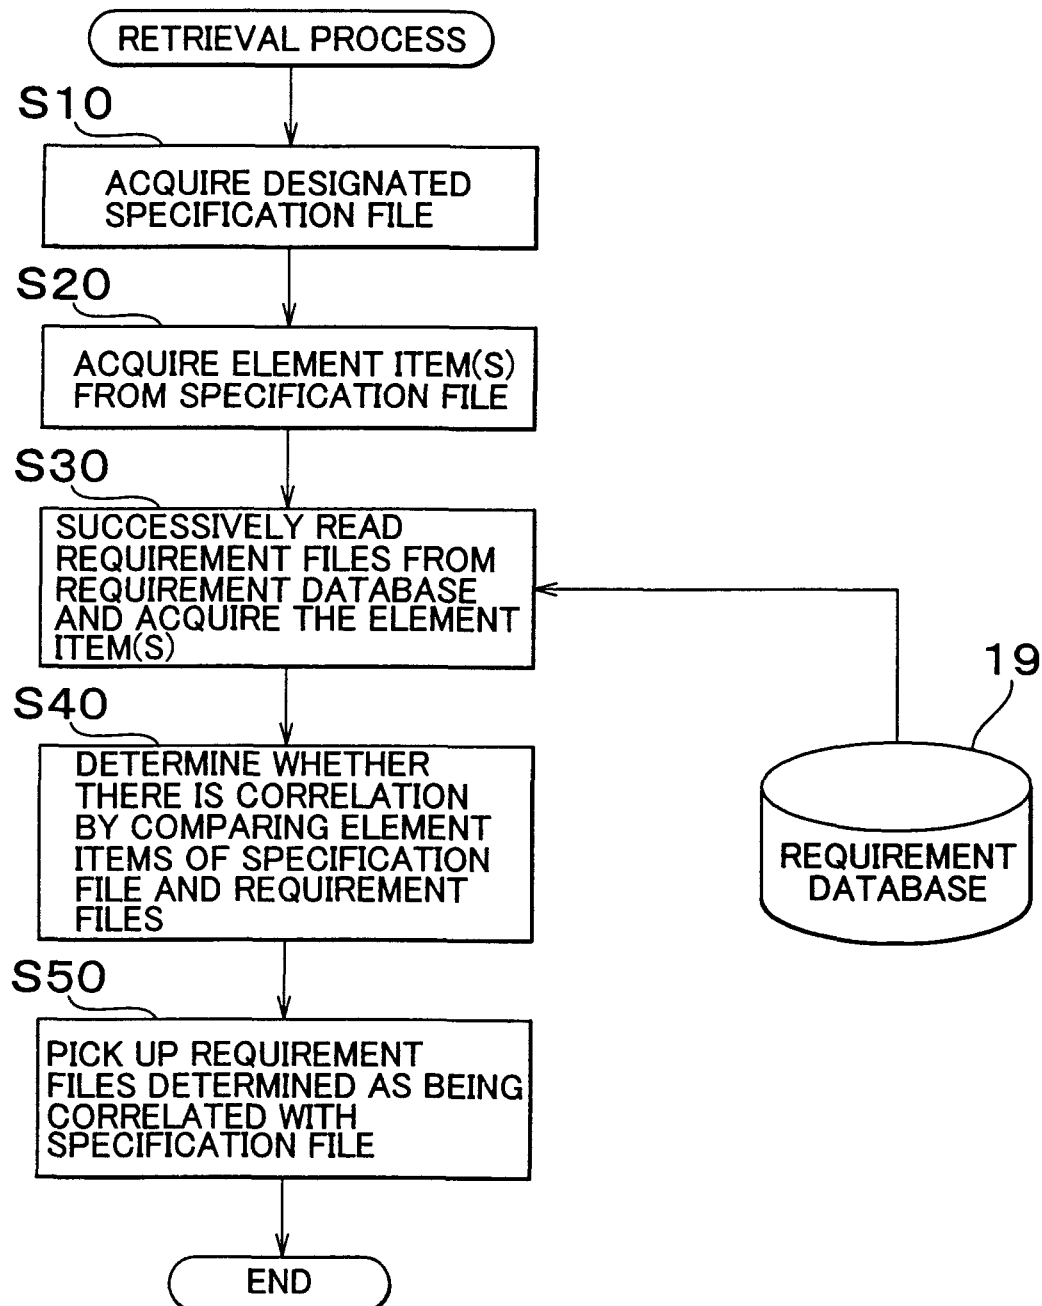 RETRIEVAL PROCESS
S10
ACQUIRE DESIGNATED
SPECIFICATION FILE
S20
ACQUIRE ELEMENT ITEM(S)
FROM SPECIFICATION FILE
S30
SUCCESSIVELY READ
REQUIREMENT FILES FROM
REQUIREMENT DATABASE
AND ACQUIRE THE ELEMENT
ITEM(S)
S40
DETERMINE WHETHER
THERE IS CORRELATION
BY COMPARING ELEMENT
ITEMS OF SPECIFICATION
FILE AND REQUIREMENT
FILES
19
REQUIREMENT
DATABASE
S50
PICK UP REQUIREMENT
FILES DETERMINED AS BEING
CORRELATED WITH
SPECIFICATION FILE
END